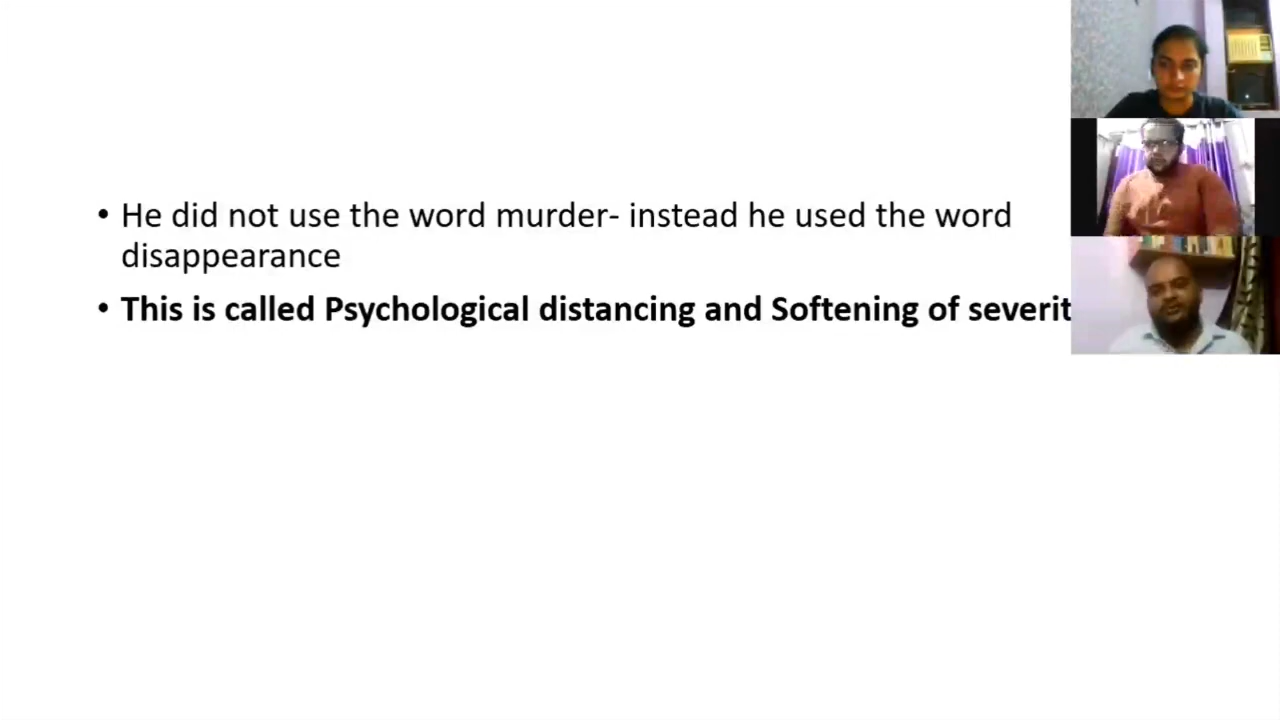 • He did not use the word murder- instead he used the word
disappearance
• This is called Psychological distancing and Softening of severit